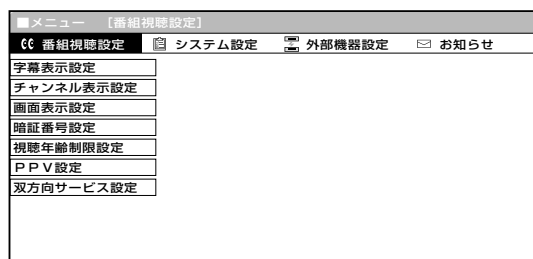 ■メニュー　[番組視聴設定]
番組視聴設定　システム設定　外部機器設定　お知らせ
字幕表示設定
チャンネル表示設定
画面表示設定
暗証番号設定
視聴年齢制限設定
ＰＰＶ設定
双方向サービス設定